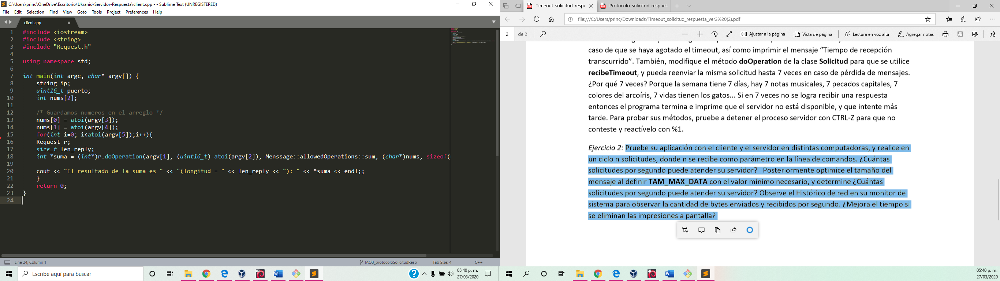 C:\Users\princ\OneDrive\Escritorio\Ukranio\Servidor-Respuesta\client.cpp • - Sublime Text (UNREGISTERED)
File Edit Selection Find View Goto Tools Project Preferences Help
client.cpp
1 #include <iostream>
2 #include <string>
3 #include "Request.h"
4
5 using namespace std;
6
7 int main(int argc, char* argv[]) {
8 string ip;
9 uint16_t puerto;
10 int nums[2];
11
12 /* Guardamos numeros en el arreglo */
13 nums[0] = atoi(argv[3]);
14 nums[1] = atoi(argv[4]);
15 for(int i=0; i<atoi(argv[5]);i++){
16 Request r;
17 size_t len_reply;
18 int *suma = (int*)r.doOperation(argv[1], (uint16_t) atoi(argv[2]), Menssage::allowedOperations::sum, (char*)nums, sizeof(
19
20 cout << "El resultado de la suma es " << "(longitud = " << len_reply << "): " << *suma << endl;;
21 }
22 return 0;
23 }
24
Line 24, Column 1
IAOB_protocoloSolicitudResp
Tab Size: 4
C++
Escribe aquí para buscar
05:40 p. m.
27/03/2020
Timeout_solicitud_respu
Protocolo_solicitud_respues
file:///C:/Users/princ/Downloads/Timeout_solicitud_respuesta_ver3%20(2).pdf
2 de 2
Ajustar a la página
Vista de página
Lectura en voz alta
Agregar notas
caso de que se haya agotado el timeout, así como imprimir el mensaje “Tiempo de recepción
transcurrido”. También, modifique el método doOperation de la clase Solicitud para que se utilice
recibeTimeout, y pueda reenviar la misma solicitud hasta 7 veces en caso de pérdida de mensajes.
¿Por qué 7 veces? Porque la semana tiene 7 días, hay 7 notas musicales, 7 pecados capitales, 7
colores del arcoíris, 7 vidas tienen los gatos... Si en 7 veces no se logra recibir una respuesta
entonces el programa termina e imprime que el servidor no está disponible, y que intente más
tarde. Para probar sus métodos, pruebe a detener el proceso servidor con CTRL-Z para que no
conteste y reactívelo con %1.
Ejercicio 2: Pruebe su aplicación con el cliente y el servidor en distintas computadoras, y realice en
un ciclo n solicitudes, donde n se recibe como parámetro en la línea de comandos. ¿Cuántas
solicitudes por segundo puede atender su servidor? Posteriormente optimice el tamaño del
mensaje al definir TAM_MAX_DATA con el valor mínimo necesario, y determine ¿Cuántas
solicitudes por segundo puede atender su servidor? Observe el Histórico de red en su monitor de
sistema para observar la cantidad de bytes enviados y recibidos por segundo. ¿Mejora el tiempo si
se eliminan las impresiones a pantalla?
05:40 p. m.
27/03/2020